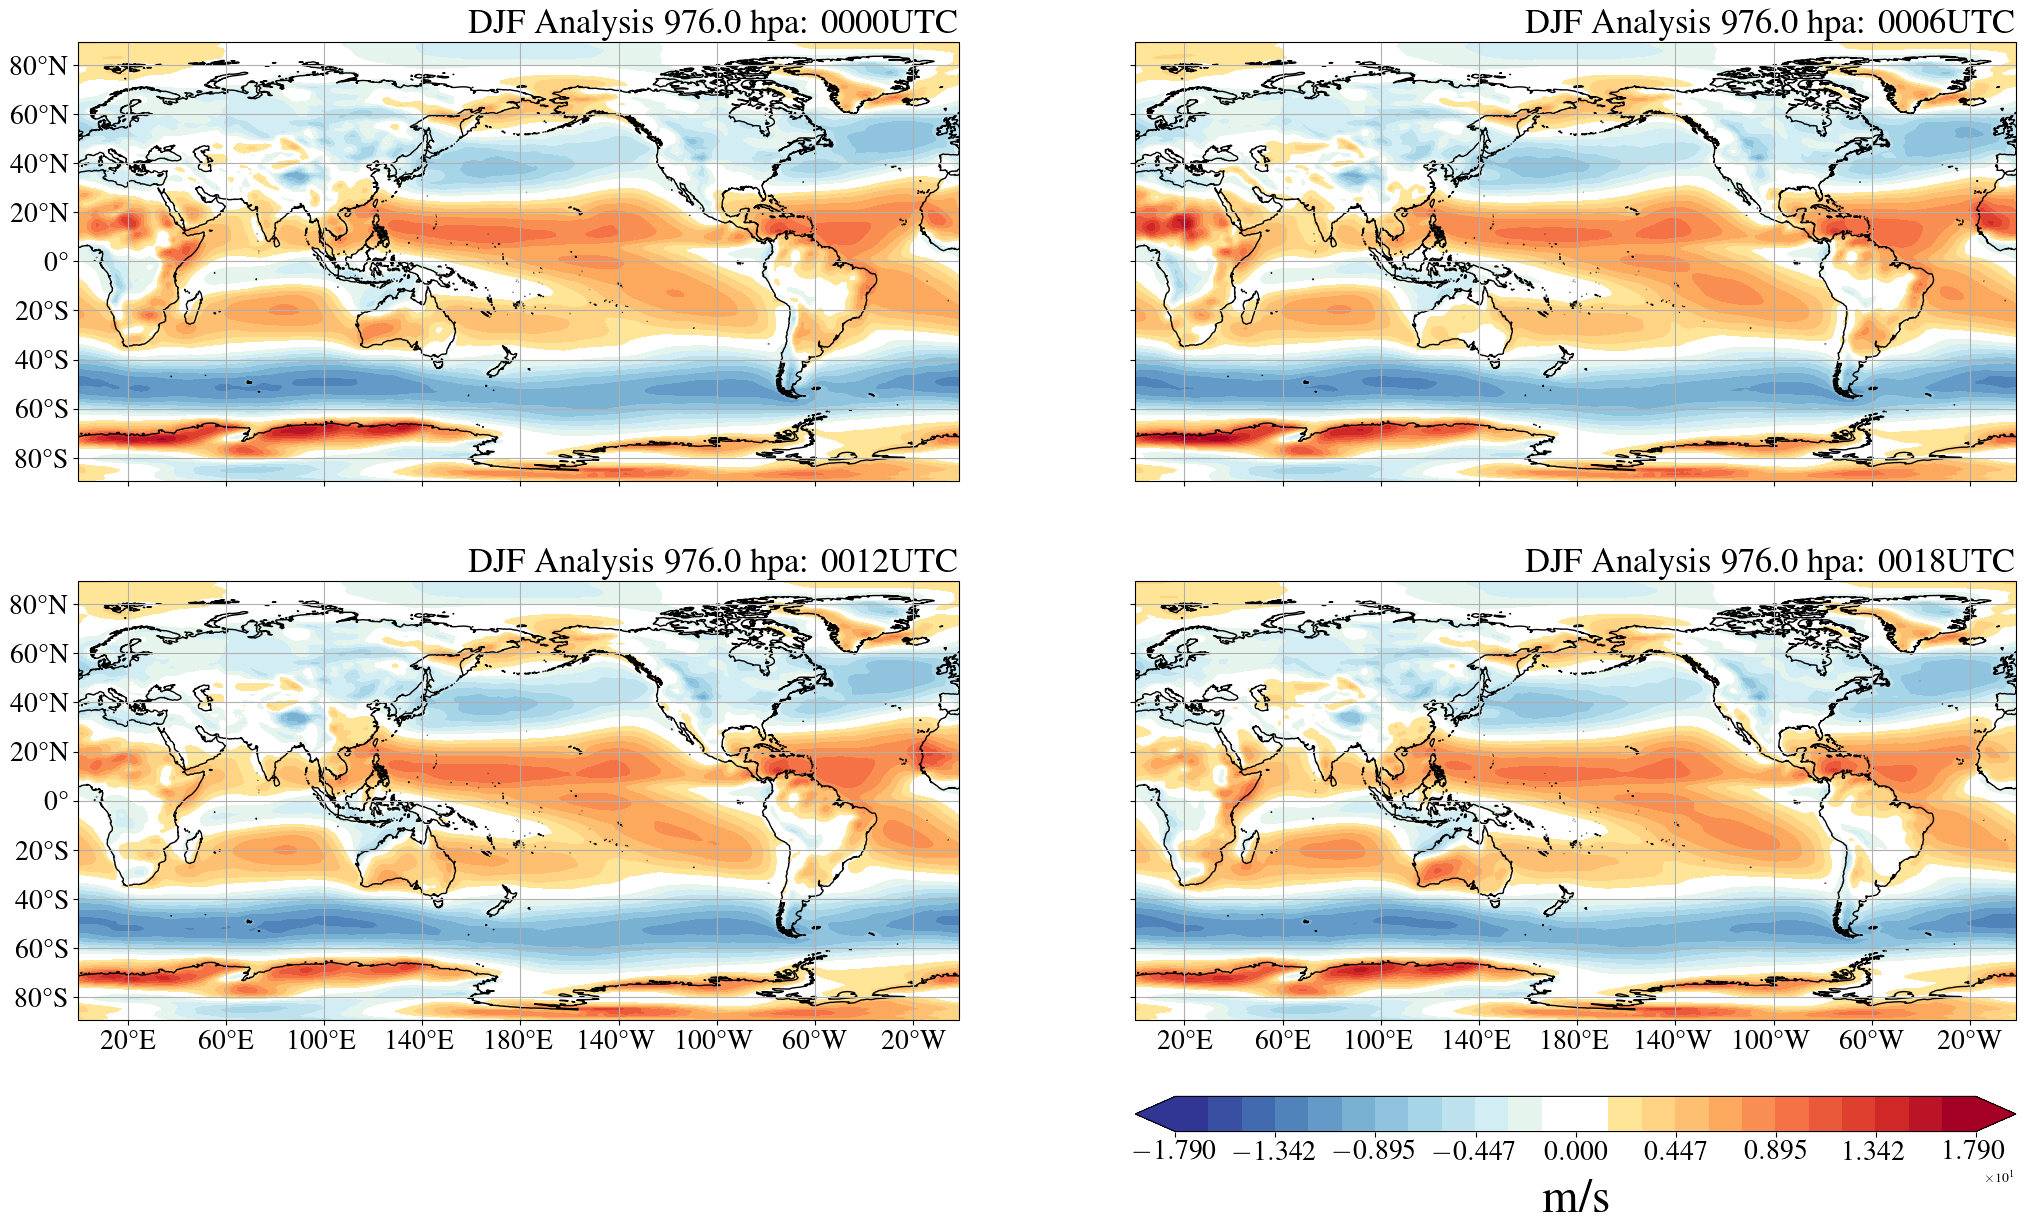 DJF Analysis 976.0 hpa: 0000UTC
DJF Analysis 976.0 hpa: 0006UTC
80°N
60°N
40°N
20°N
0°
20°S
40°S
60°S
80°S
DJF Analysis 976.0 hpa: 0012UTC
DJF Analysis 976.0 hpa: 0018UTC
80°N
60°N
40°N
20°N
0°
20°S
40°S
60°S
80°S
20°E 60°E 100°E 140°E 180°E 140°W 100°W 60°W 20°W
20°E 60°E 100°E 140°E 180°E 140°W 100°W 60°W 20°W
−1.790 −1.342 −0.895 −0.447 0.000 0.447 0.895 1.342 1.790
×10¹
m/s